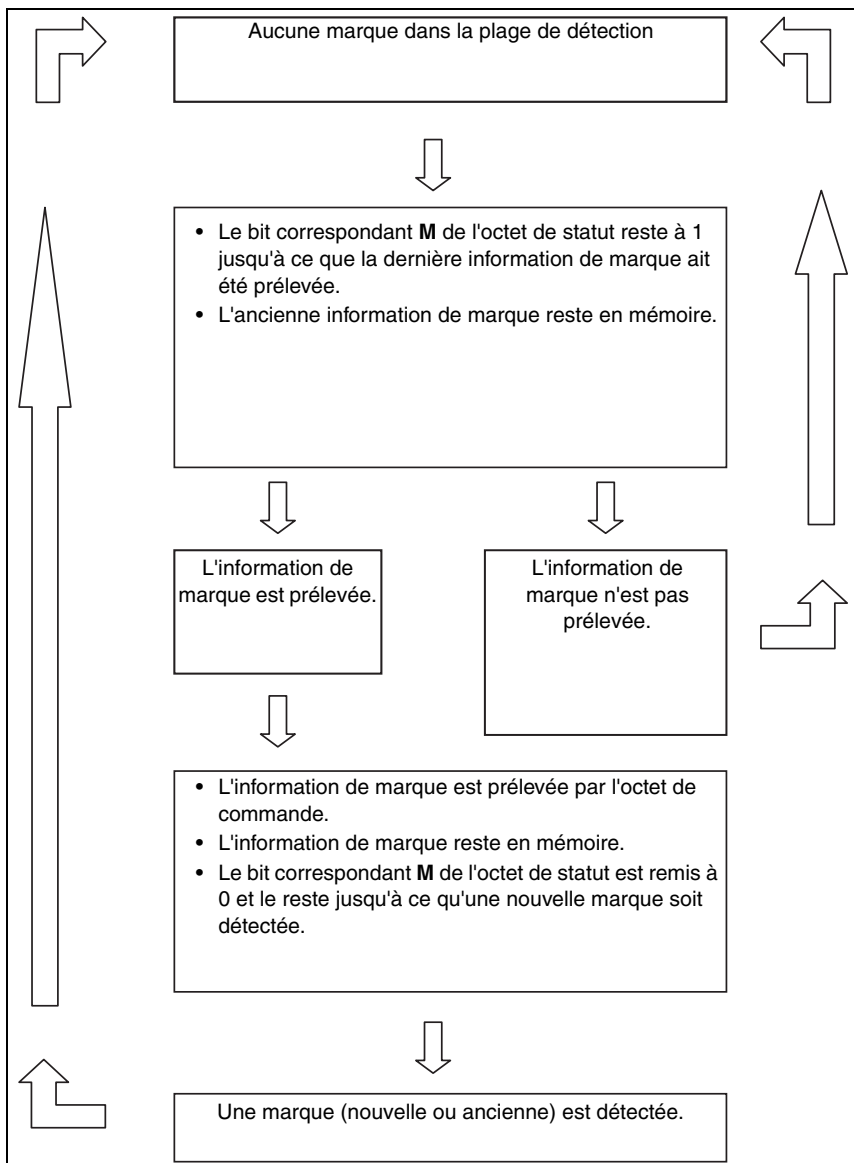 Aucune marque dans la plage de détection
• Le bit correspondant M de l'octet de statut reste à 1
jusqu'à ce que la dernière information de marque ait
été prélevée.
• L'ancienne information de marque reste en mémoire.
L'information de
marque est prélevée.
L'information de
marque n'est pas
prélevée.
• L'information de marque est prélevée par l'octet de
commande.
• L'information de marque reste en mémoire.
• Le bit correspondant M de l'octet de statut est remis à
0 et le reste jusqu'à ce qu'une nouvelle marque soit
détectée.
Une marque (nouvelle ou ancienne) est détectée.